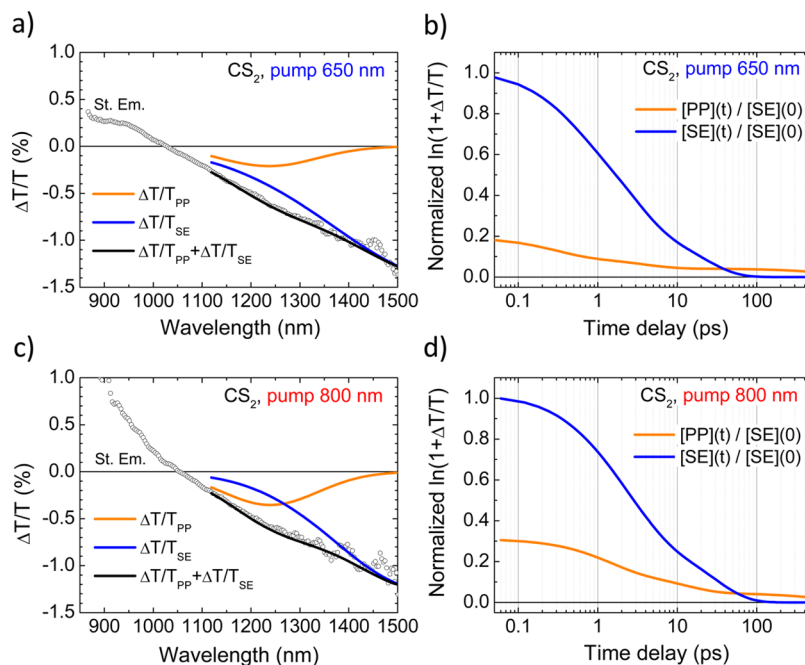 a)
CS2, pump 650 nm
St. Em.
ΔT/T (%)
1.0
0.5
0.0
-0.5
-1.0
-1.5
ΔT/TPP
ΔT/TSE
ΔT/TPP+ΔT/TSE
900 1000 1100 1200 1300 1400 1500
Wavelength (nm)
b)
CS2, pump 650 nm
[PP](t) / [SE](0)
[SE](t) / [SE](0)
Normalized ln(1+ΔT/T)
1.0
0.8
0.6
0.4
0.2
0.0
0.1 1 10 100
Time delay (ps)
c)
CS2, pump 800 nm
St. Em.
ΔT/T (%)
1.0
0.5
0.0
-0.5
-1.0
-1.5
ΔT/TPP
ΔT/TSE
ΔT/TPP+ΔT/TSE
900 1000 1100 1200 1300 1400 1500
Wavelength (nm)
d)
CS2, pump 800 nm
[PP](t) / [SE](0)
[SE](t) / [SE](0)
Normalized ln(1+ΔT/T)
1.0
0.8
0.6
0.4
0.2
0.0
0.1 1 10 100
Time delay (ps)